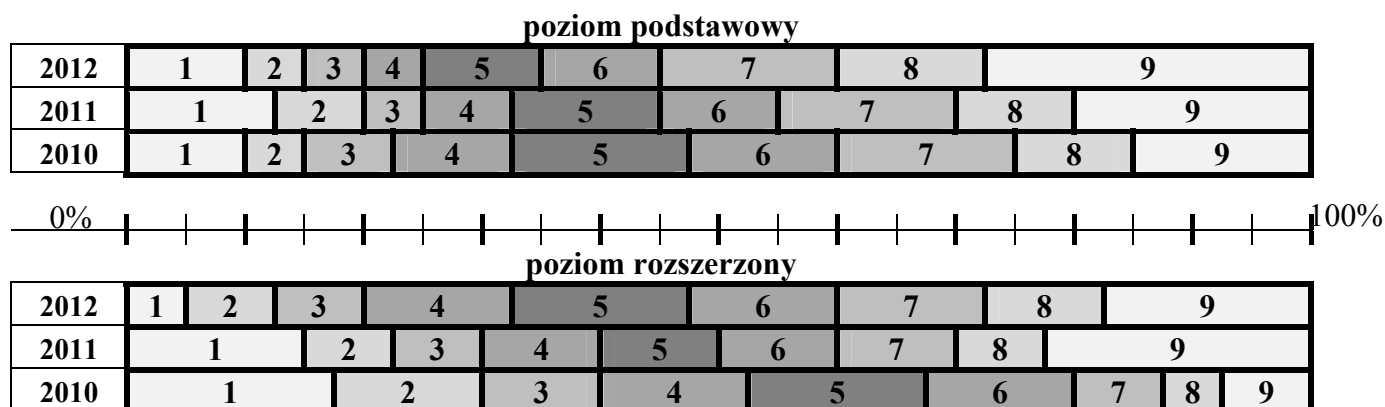 poziom podstawowy
2012 1 2 3 4 5 6 7 8 9
2011 1 2 3 4 5 6 7 8 9
2010 1 2 3 4 5 6 7 8 9
0% 100%
poziom rozszerzony
2012 1 2 3 4 5 6 7 8 9
2011 1 2 3 4 5 6 7 8 9
2010 1 2 3 4 5 6 7 8 9